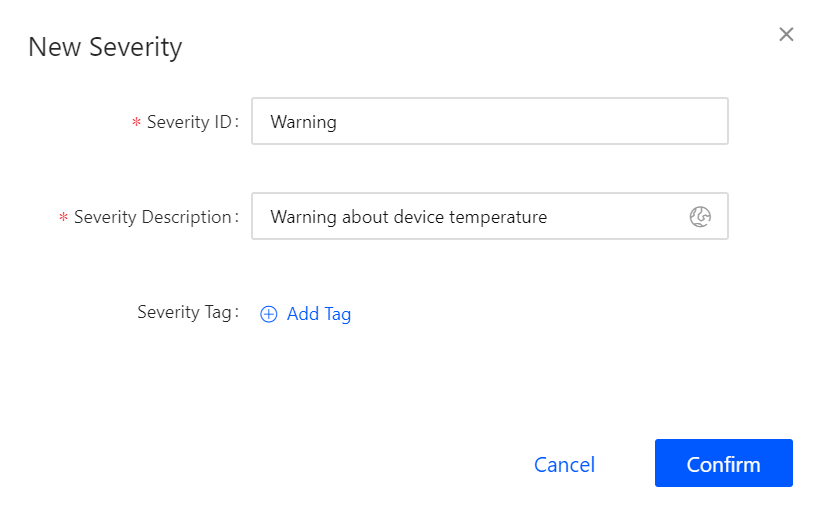 New Severity
* Severity ID: Warning
* Severity Description: Warning about device temperature
Severity Tag: Add Tag
Cancel Confirm